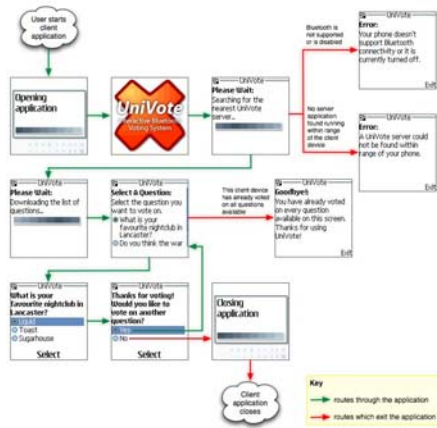 User starts
client
application
Opening
application
UniVote
Interactive Bluetooth
Voting System
UniVote
Please Wait:
Searching for the
nearest UniVote
server...
Bluetooth is
not supported
or is disabled
UniVote
Error:
Your phone doesn't
support Bluetooth
connectivity or it is
currently turned off.
Exit
No server
application
found running
within range
of the
client device
UniVote
Error:
A UniVote server could
not be found within
range of your phone.
Exit
UniVote
Please Wait:
Downloading the list of
questions...
UniVote
Select A Question:
Select the question you
want to vote on.
What is your
favourite nightclub in
Lancaster?
Do you think the war
This client device
has already voted
on all questions
available
UniVote
Goodbye!:
You have already voted
on every question
available on this screen.
Thanks for using
UniVote!
Exit
UniVote
What is your
favourite nightclub in
Lancaster?
Liquid
Toast
Sugarhouse
Select
UniVote
Thanks for voting!
Would you like to
vote on another
question?
Yes
No
Select
Closing
application
Client
application
closes
Key
routes through the application
routes which exit the application